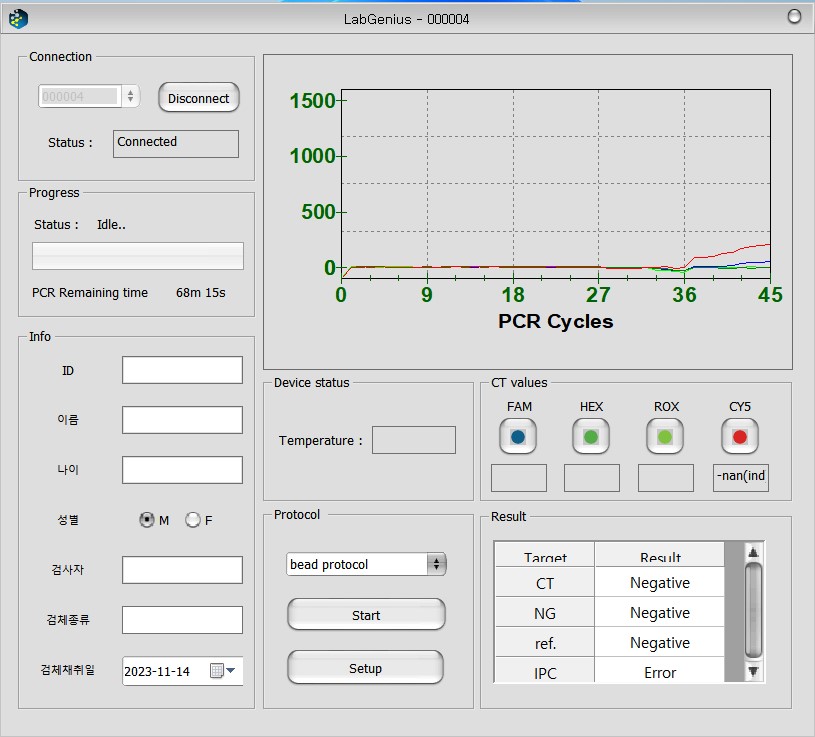 LabGenius - 000004
Connection
000004
Disconnect
Status :
Connected
Progress
Status : Idle..
PCR Remaining time 68m 15s
Info
ID
이름
나이
성별
M
F
검사자
검체종류
검체채취일
2023-11-14
1500
1000
500
0
0 9 18 27 36 45
PCR Cycles
Device status
Temperature :
CT values
FAM HEX ROX CY5
-nan(ind
Protocol
bead protocol
Start
Setup
Result
Target Result
CT Negative
NG Negative
ref. Negative
IPC Error